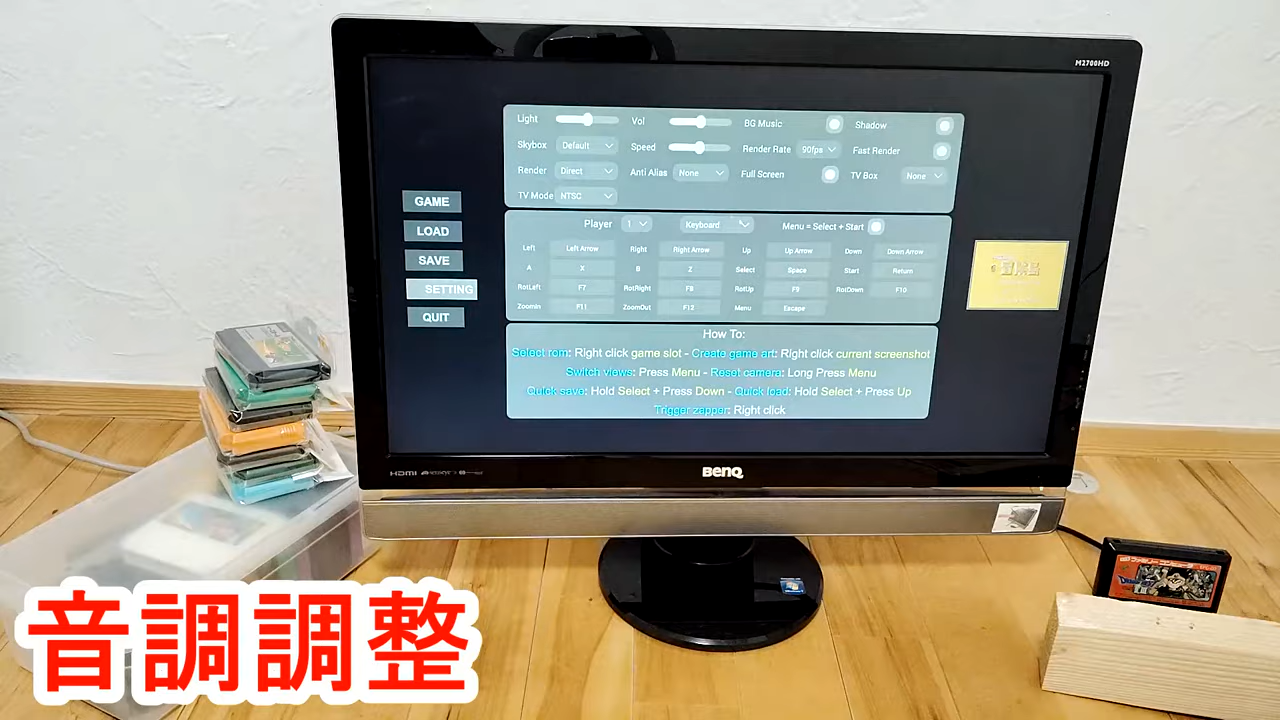 M2700HD
Light Vol BG Music Shadow
Skybox Default Speed Render Rate 90fps Fast Render
Render Direct Anti Alias None Full Screen TV Box None
TV Mode NTSC
GAME
LOAD
SAVE
SETTING
QUIT
Player 1 Keyboard Menu = Select + Start
Left Left Arrow Right Right Arrow Up Up Arrow Down Down Arrow
A X B Z Select Space Start Return
RotLeft F7 RotRight F8 RotUp F9 RotDown F10
ZoomIn F11 ZoomOut F12 Menu Escape
How To:
Select rom: Right click game slot - Create game art: Right click current screenshot
Switch views: Press Menu - Reset camera: Long Press Menu
Quick save: Hold Select + Press Down - Quick load: Hold Select + Press Up
Trigger zapper: Right click
HDMI
BenQ
音調調整